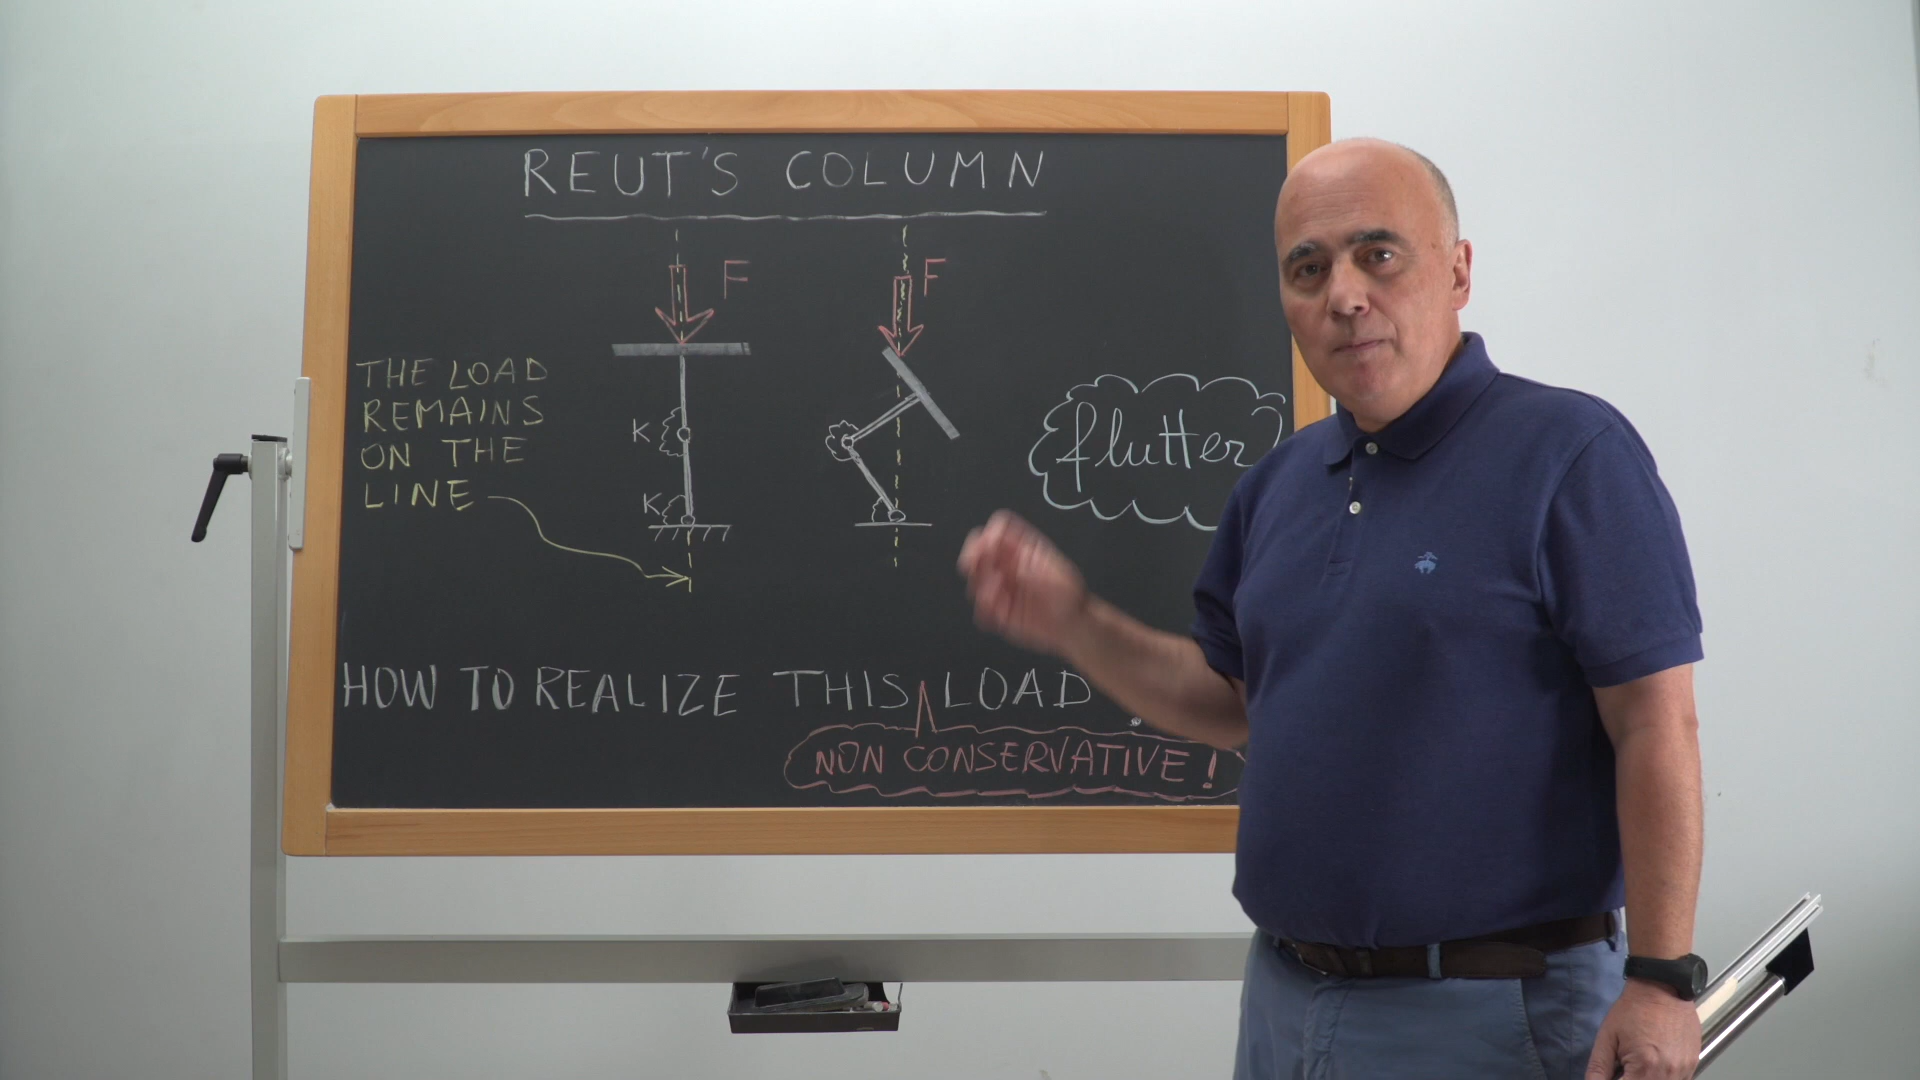 REUT'S COLUMN
F
F
THE LOAD
REMAINS
ON THE
LINE
K
K
flutter?
HOW TO REALIZE THIS LOAD
NON CONSERVATIVE!